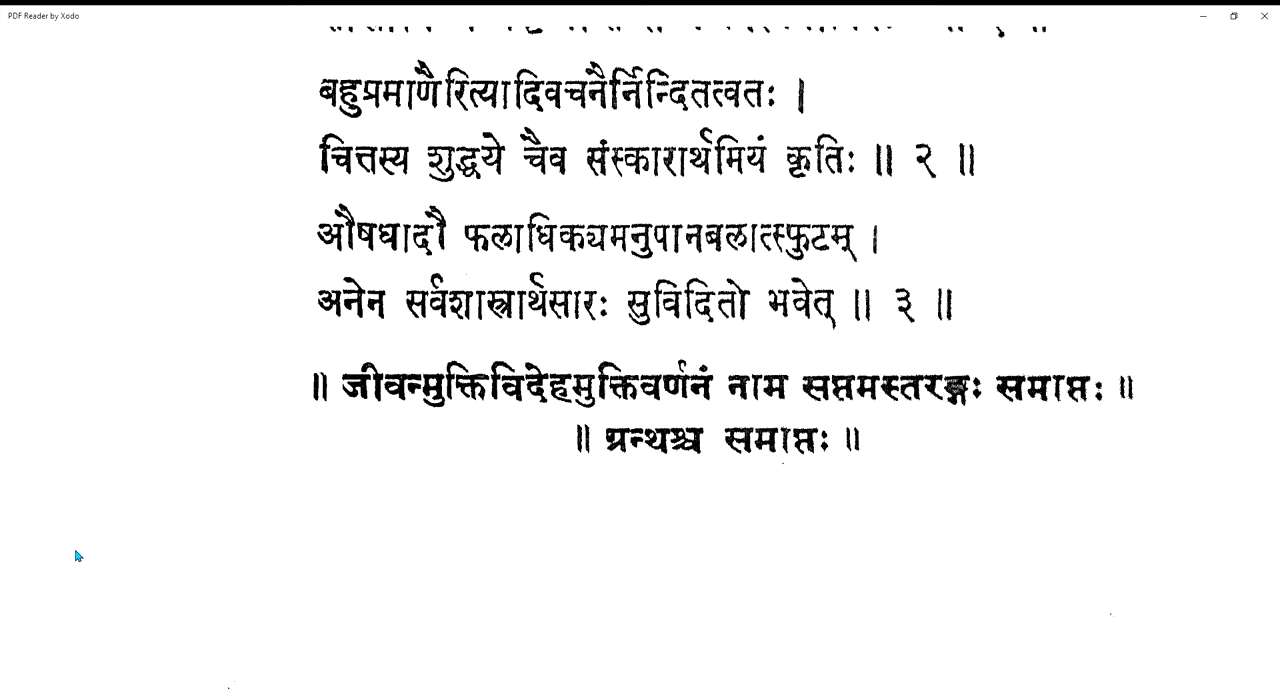 PDF Reader by Xodo
बहुप्रमाणैरित्यादिवचनैर्निन्दितत्वतः ।
चित्तस्य शुद्धये चैव संस्कारार्थमियं कृतिः ॥ २ ॥
औषधादौ फलाधिक्यमनुपानबलात्स्फुटम् ।
अनेन सर्वशास्त्रार्थसारः सुविदितो भवेत् ॥ ३ ॥
॥ जीवन्मुक्तिविदेहमुक्तिवर्णनं नाम सप्तमस्तरङ्गः समाप्तः ॥
॥ ग्रन्थश्च समाप्तः ॥